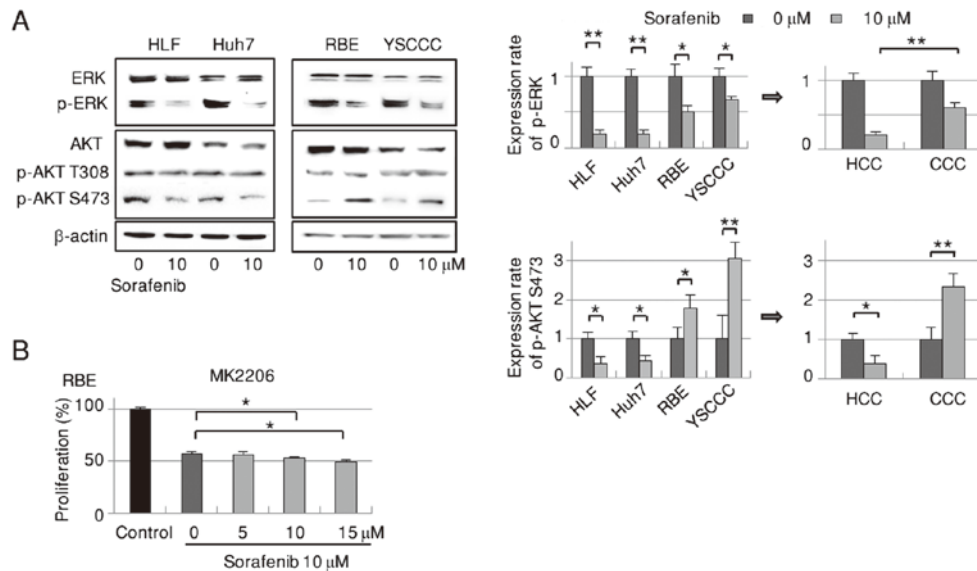 A
HLF Huh7
RBE YSCCC
ERK
p-ERK
AKT
p-AKT T308
p-AKT S473
β-actin
0 10 0 10
0 10 0 10 μM
Sorafenib
Sorafenib 0 μM 10 μM
Expression rate
of p-ERK
1
0
** ** * *
HLF Huh7 RBE YSCCC
1
0
**
HCC CCC
Expression rate
of p-AKT S473
3
2
1
0
* * * **
HLF Huh7 RBE YSCCC
3
2
1
0
* **
HCC CCC
B
RBE MK2206
Proliferation (%)
100
50
0
*
*
Control 0 5 10 15 μM
Sorafenib 10 μM